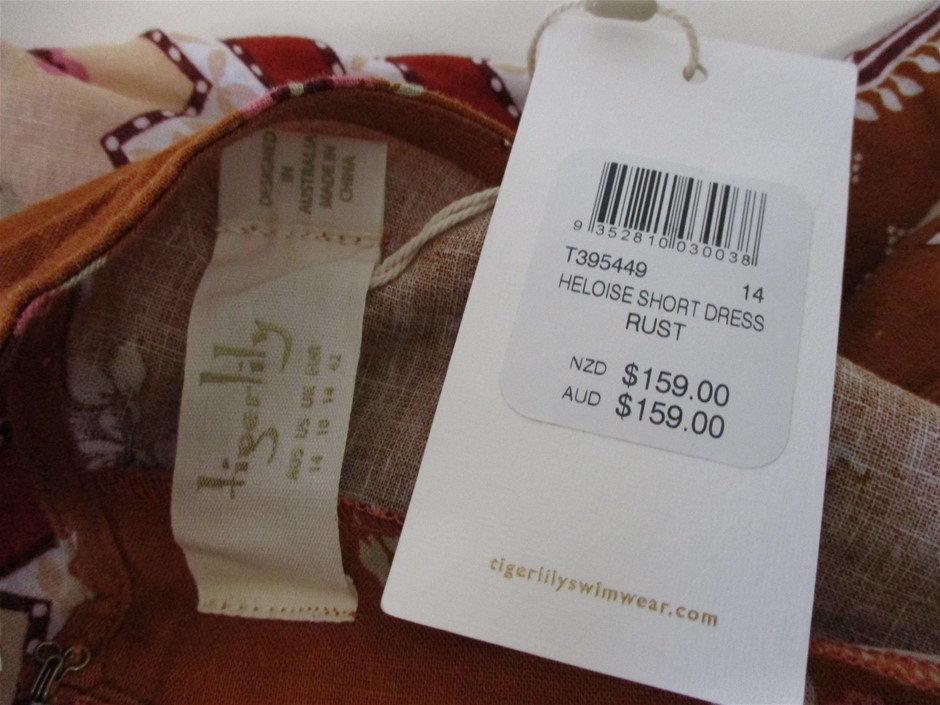 DESIGNED
IN
AUSTRALIA
MADE IN
CHINA
tigerlily
AUS US UK EUR
14 10 14 42
9 352810 030038
T395449 14
HELOISE SHORT DRESS
RUST
NZD $159.00
AUD $159.00
tigerlilyswimwear.com